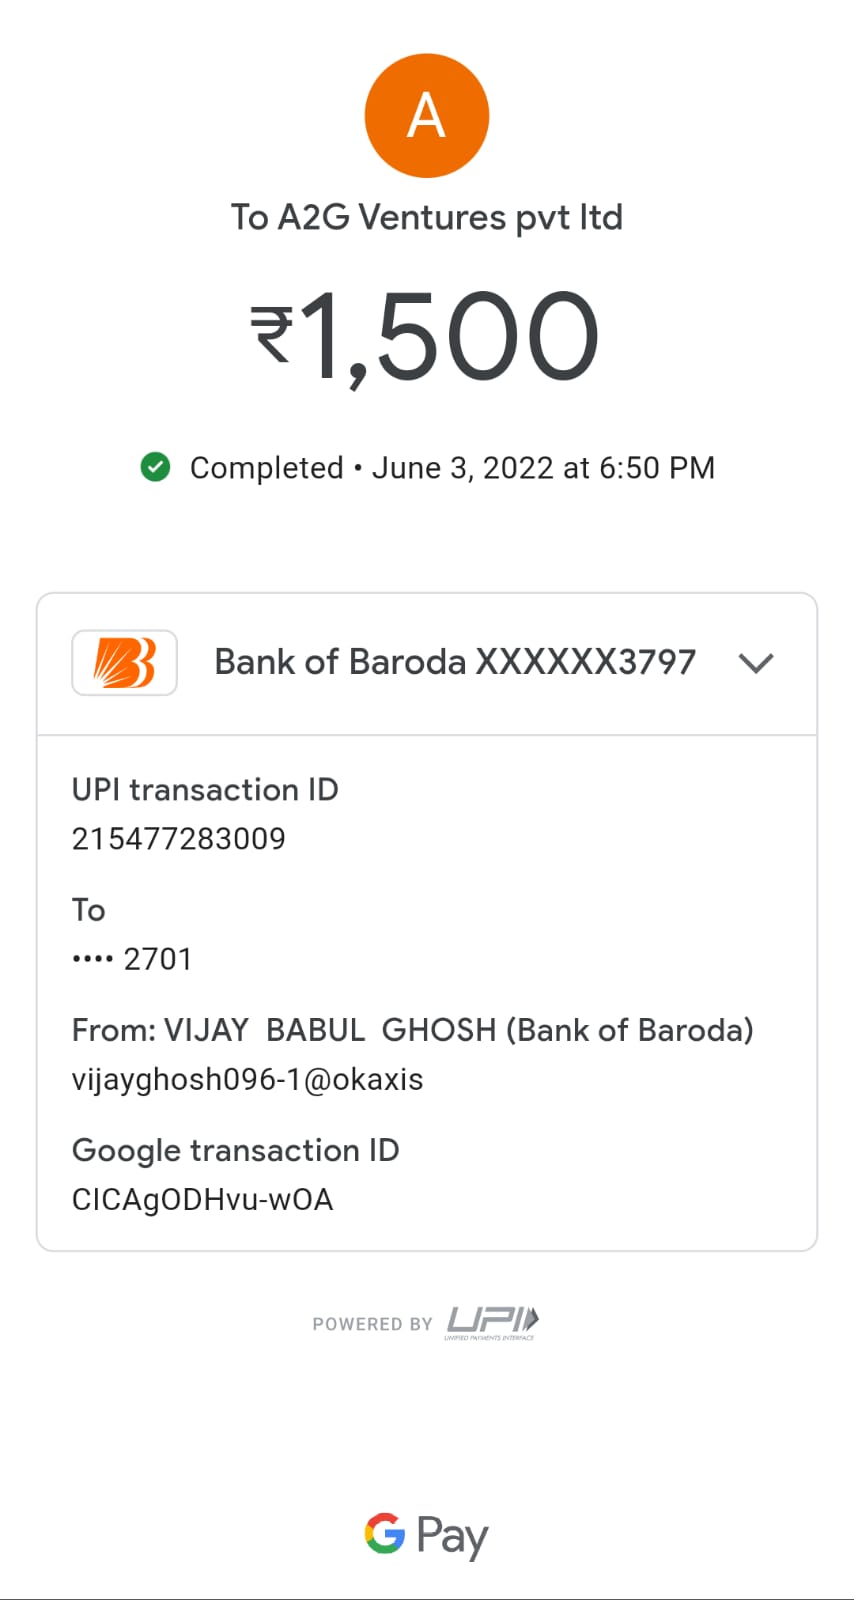 A
To A2G Ventures pvt ltd
₹1,500
Completed • June 3, 2022 at 6:50 PM
Bank of Baroda XXXXXX3797
UPI transaction ID
215477283009
To
•••• 2701
From: VIJAY  BABUL  GHOSH (Bank of Baroda)
vijayghosh096-1@okaxis
Google transaction ID
CICAgODHvu-wOA
POWERED BY UPI
UNIFIED PAYMENTS INTERFACE
G Pay